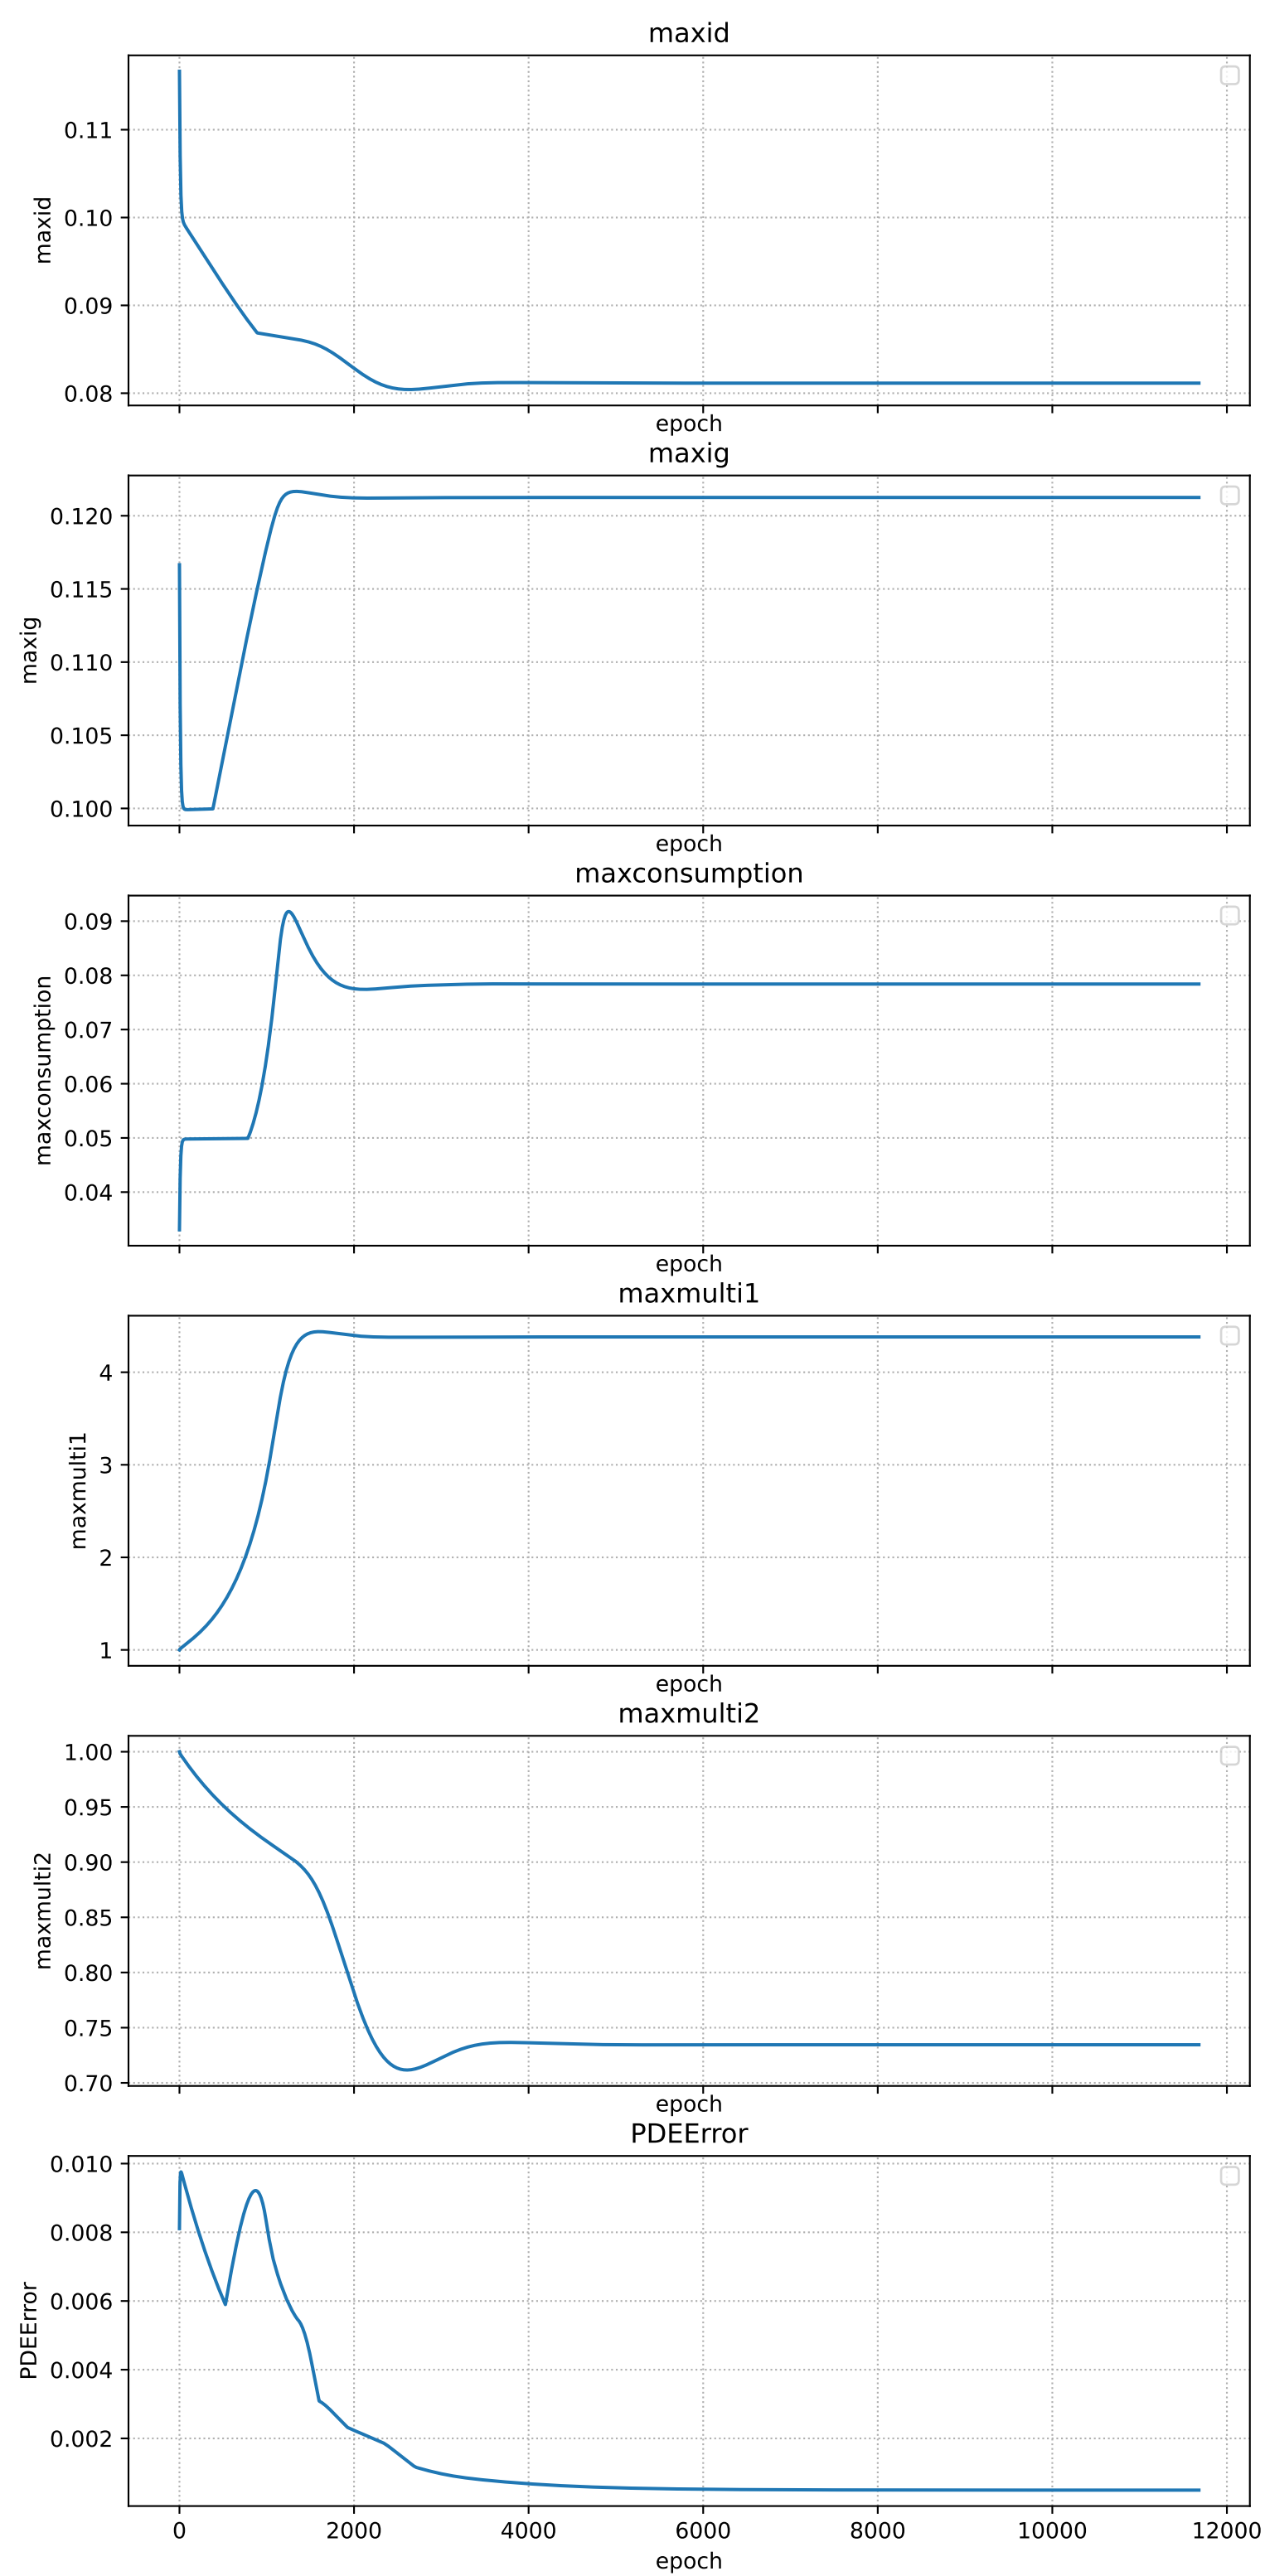 maxid
maxid
0.11
0.10
0.09
0.08
epoch
maxig
maxig
0.120
0.115
0.110
0.105
0.100
epoch
maxconsumption
maxconsumption
0.09
0.08
0.07
0.06
0.05
0.04
epoch
maxmulti1
maxmulti1
4
3
2
1
epoch
maxmulti2
maxmulti2
1.00
0.95
0.90
0.85
0.80
0.75
0.70
epoch
PDEError
PDEError
0.010
0.008
0.006
0.004
0.002
0 2000 4000 6000 8000 10000 12000
epoch